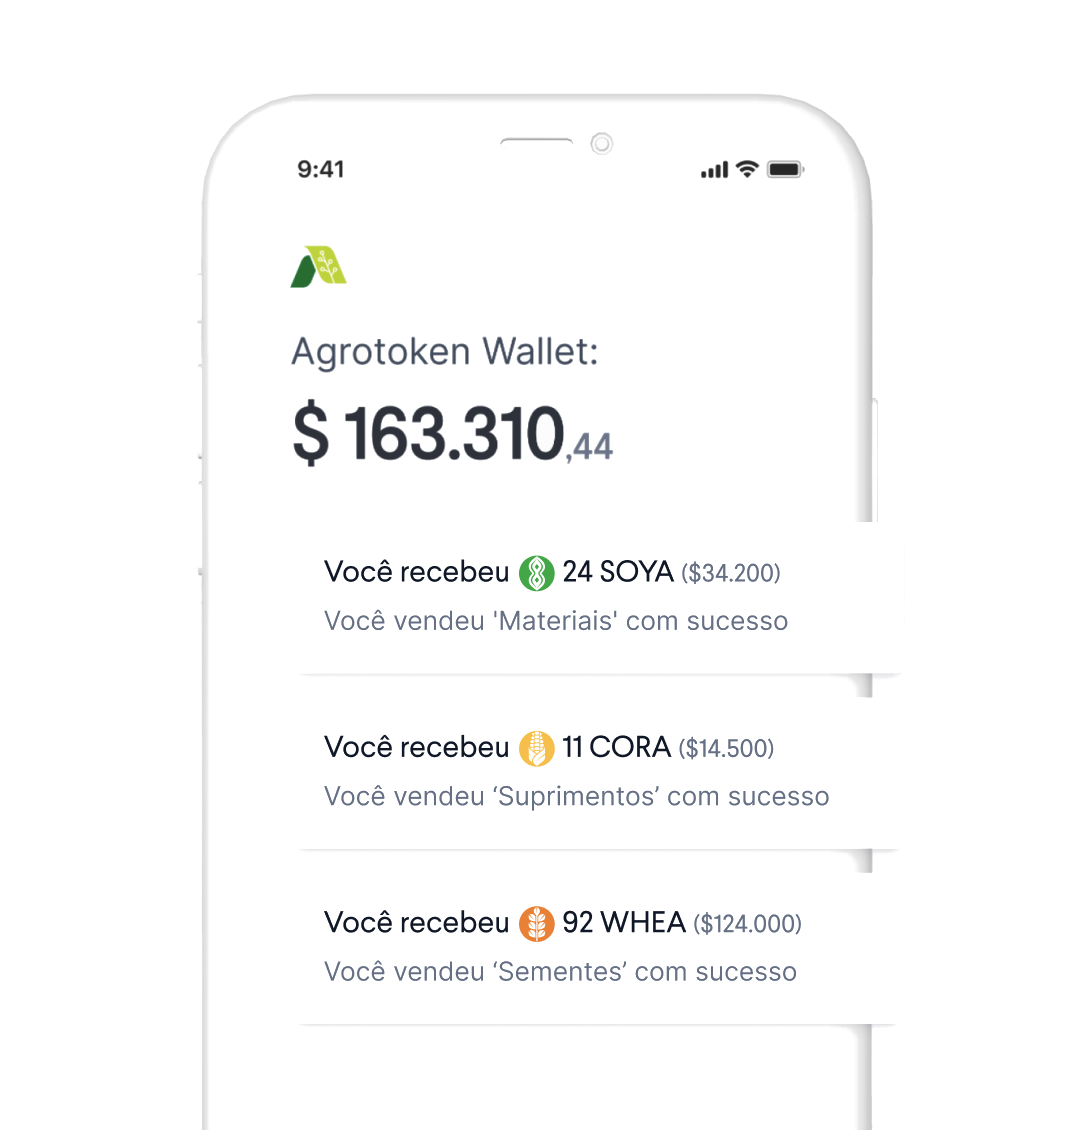 9:41
Agrotoken Wallet:
$ 163.310,44
Você recebeu 24 SOYA ($34.200)
Você vendeu 'Materiais' com sucesso
Você recebeu 11 CORA ($14.500)
Você vendeu ‘Suprimentos’ com sucesso
Você recebeu 92 WHEA ($124.000)
Você vendeu ‘Sementes’ com sucesso